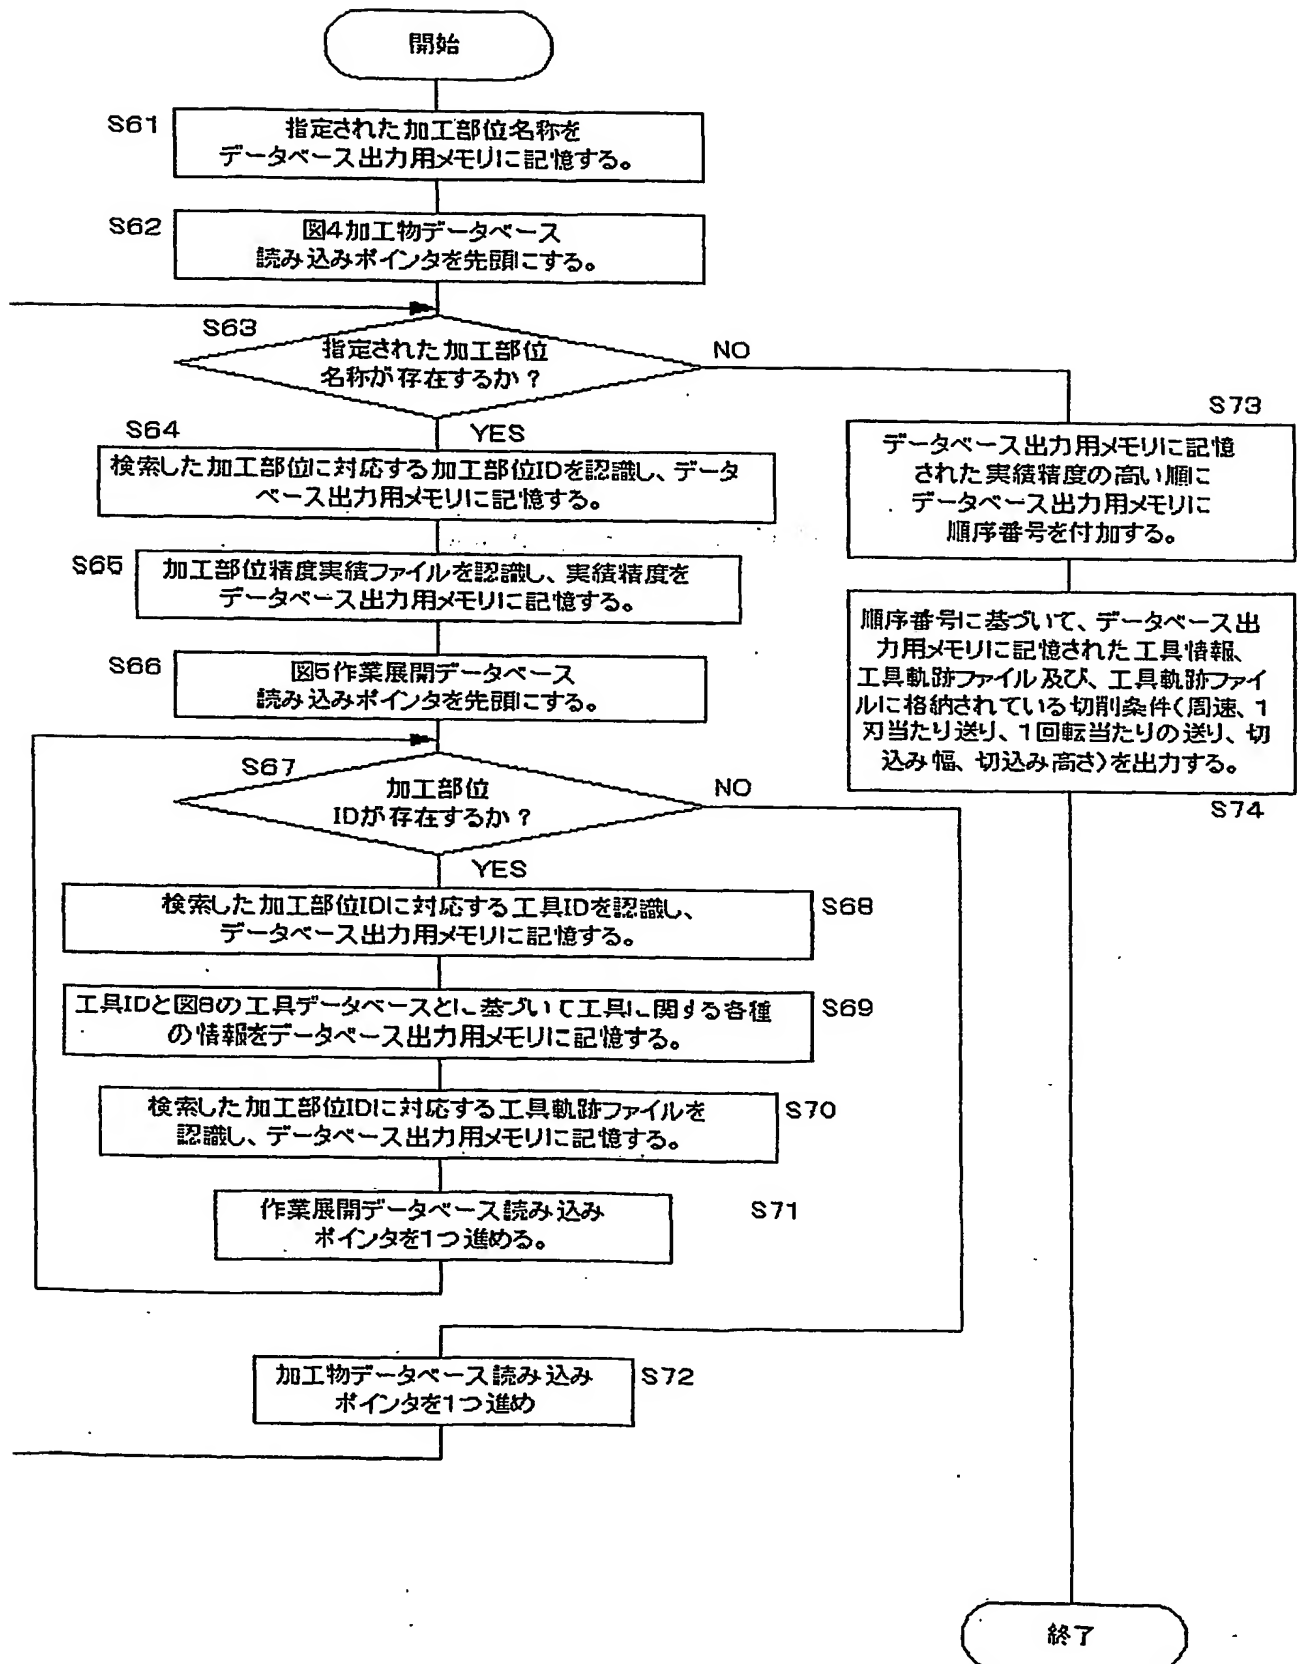 開始
S61
指定された加工部位名称を
データベース出力用メモリに記憶する。
S62
図4加工物データベース
読み込みポインタを先頭にする。
S63
指定された加工部位
名称が存在するか?
NO
YES
S64
検索した加工部位に対応する加工部位IDを認識し、データ
ベース出力用メモリに記憶する。
S65
加工部位精度実績ファイルを認識し、実績精度を
データベース出力用メモリに記憶する。
S66
図5作業展開データベース
読み込みポインタを先頭にする。
S67
加工部位
IDが存在するか?
NO
YES
検索した加工部位IDに対応する工具IDを認識し、
データベース出力用メモリに記憶する。
S68
工具IDと図8の工具データベースとに基づいて工具に関する各種
の情報をデータベース出力用メモリに記憶する。
S69
検索した加工部位IDに対応する工具軌跡ファイルを
認識し、データベース出力用メモリに記憶する。
S70
作業展開データベース読み込み
ポインタを1つ進める。
S71
加工物データベース読み込み
ポインタを1つ進め
S72
S73
データベース出力用メモリに記憶
された実績精度の高い順に
データベース出力用メモリに
順序番号を付加する。
順序番号に基づいて、データベース出
力用メモリに記憶された工具情報、
工具軌跡ファイル及び、工具軌跡ファイ
ルに格納されている切削条件(周速、1
刃当たり送り、1回転当たりの送り、切
込み幅、切込み高さ)を出力する。
S74
終了